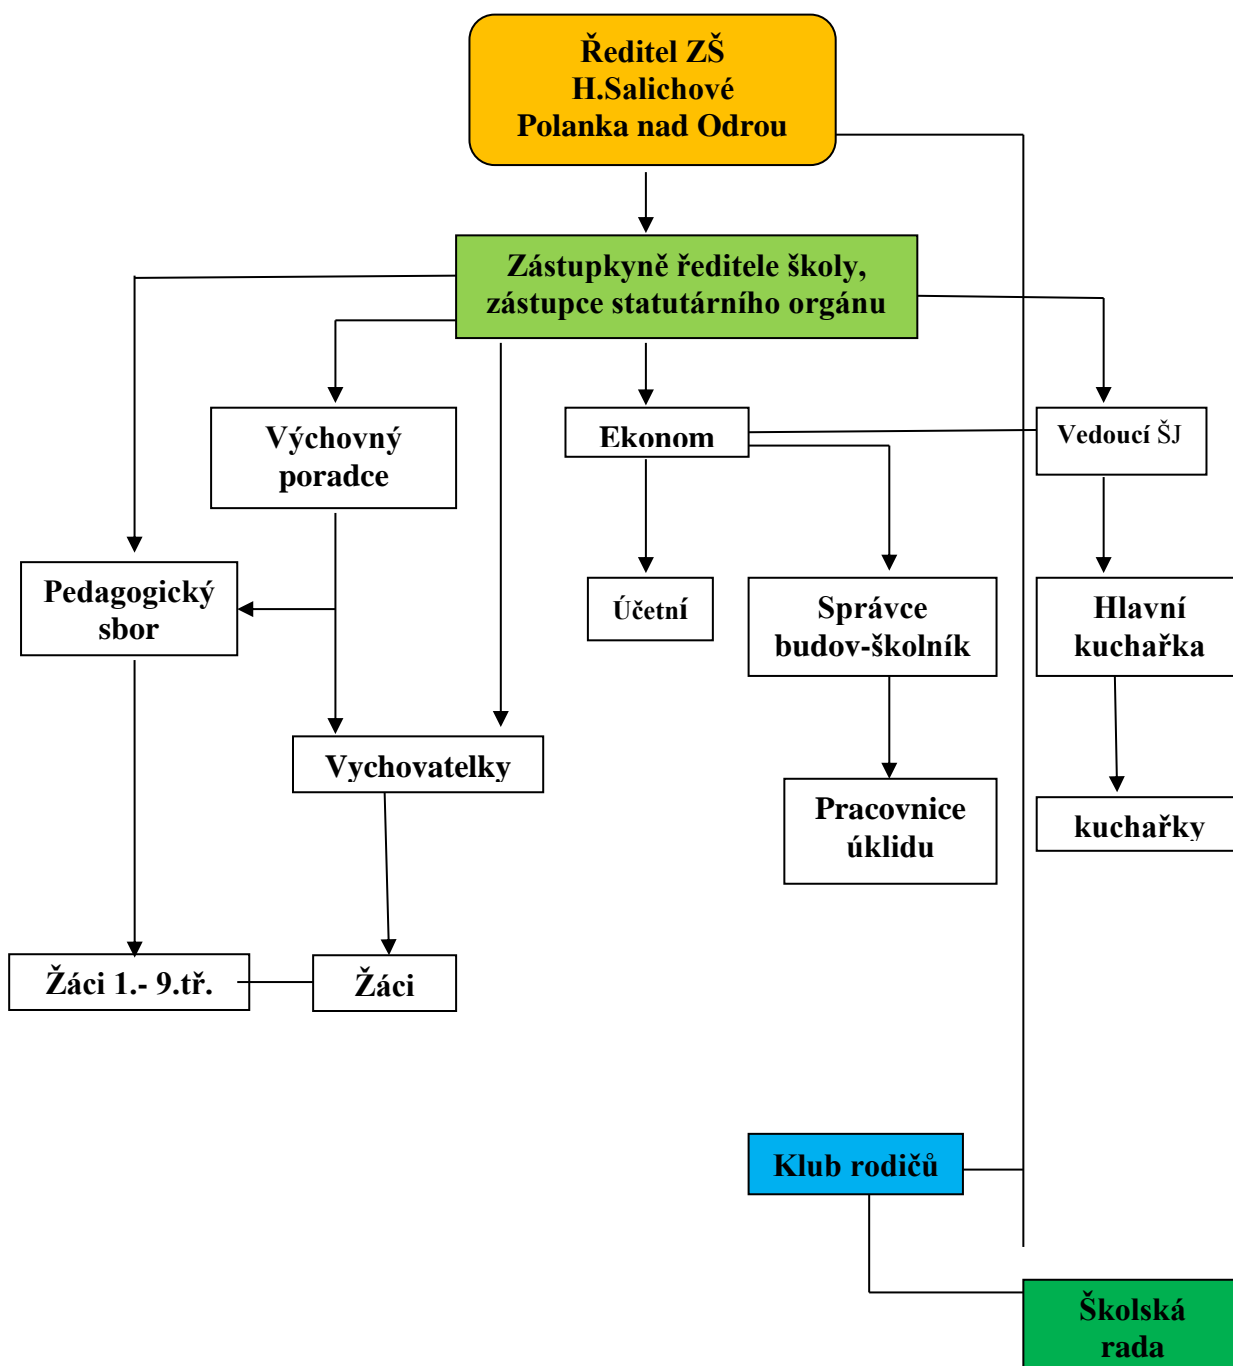 Ředitel ZŠ
H.Salichové
Polanka nad Odrou
Zástupkyně ředitele školy,
zástupce statutárního orgánu
Výchovný
poradce
Ekonom
Vedoucí ŠJ
Pedagogický
sbor
Účetní
Správce
budov-školník
Hlavní
kuchařka
Vychovatelky
Pracovnice
úklidu
kuchařky
Žáci 1.- 9.tř.
Žáci
Klub rodičů
Školská
rada